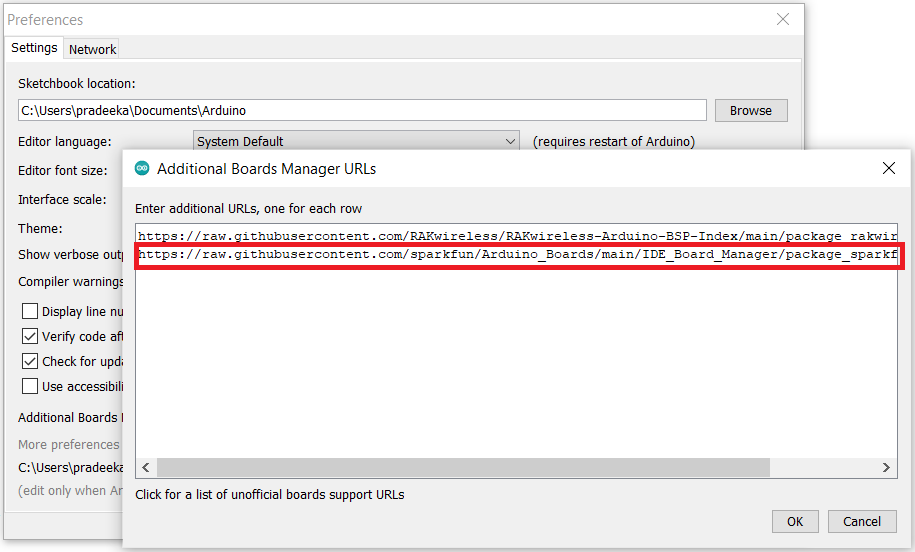 Preferences
Settings
Network
Sketchbook location:
C:\Users\pradeeka\Documents\Arduino
Browse
Editor language:
System Default
(requires restart of Arduino)
Editor font size:
Interface scale:
Theme:
Show verbose outp
Compiler warnings
Display line nu
Verify code aft
Check for upda
Use accessibili
Additional Boards
More preferences
C:\Users\pradeeka
(edit only when Ar
Additional Boards Manager URLs
Enter additional URLs, one for each row
https://raw.githubusercontent.com/RAKwireless/RAKwireless-Arduino-BSP-Index/main/package_rakwir
https://raw.githubusercontent.com/sparkfun/Arduino_Boards/main/IDE_Board_Manager/package_sparkf
Click for a list of unofficial boards support URLs
OK
Cancel